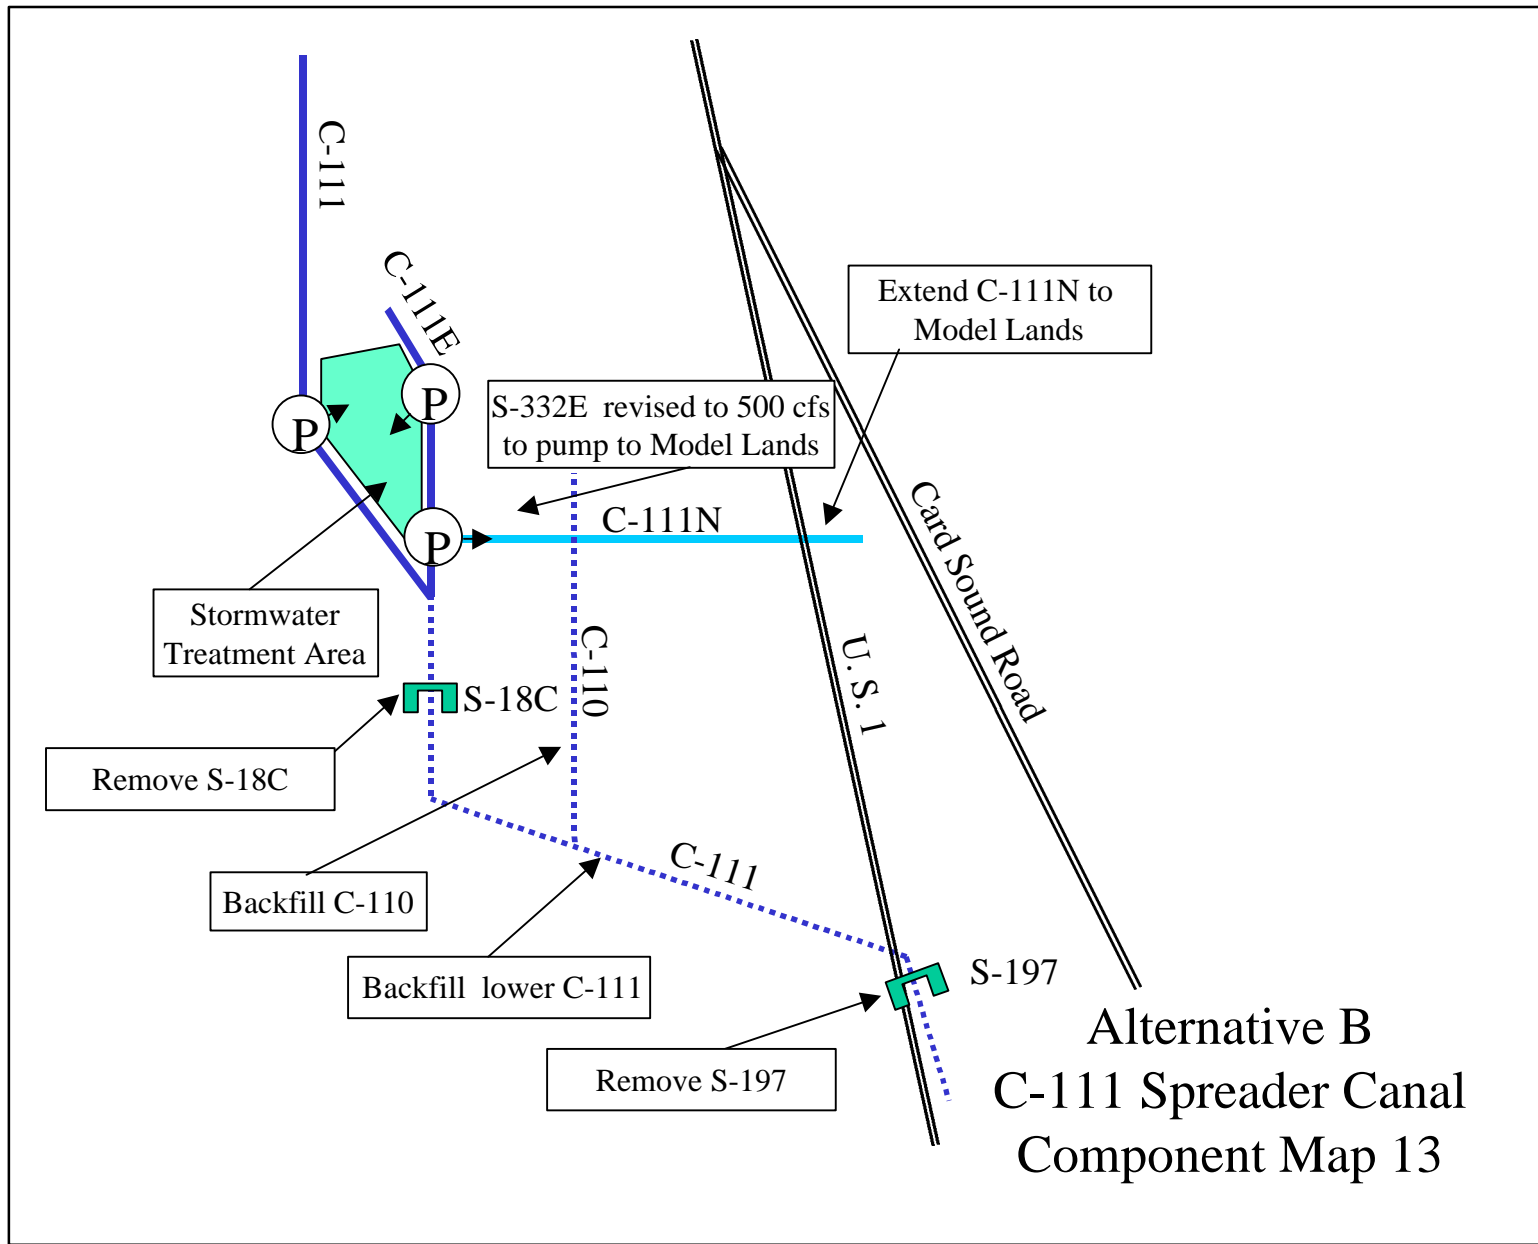 C-111
C-111E
Extend C-111N to
Model Lands
S-332E revised to 500 cfs
to pump to Model Lands
P
P
P
C-111N
Card Sound Road
Stormwater
Treatment Area
C-110
U. S. 1
S-18C
Remove S-18C
C-111
Backfill C-110
Backfill lower C-111
S-197
Remove S-197
Alternative B
C-111 Spreader Canal
Component Map 13